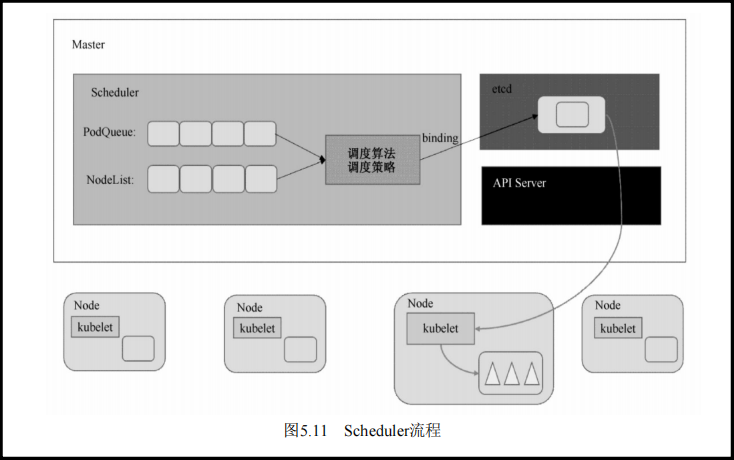 Master
Scheduler
PodQueue:
NodeList:
调度算法
调度策略
binding
etcd
API Server
Node
kubelet
Node
kubelet
Node
kubelet
Node
kubelet
图5.11 Scheduler流程